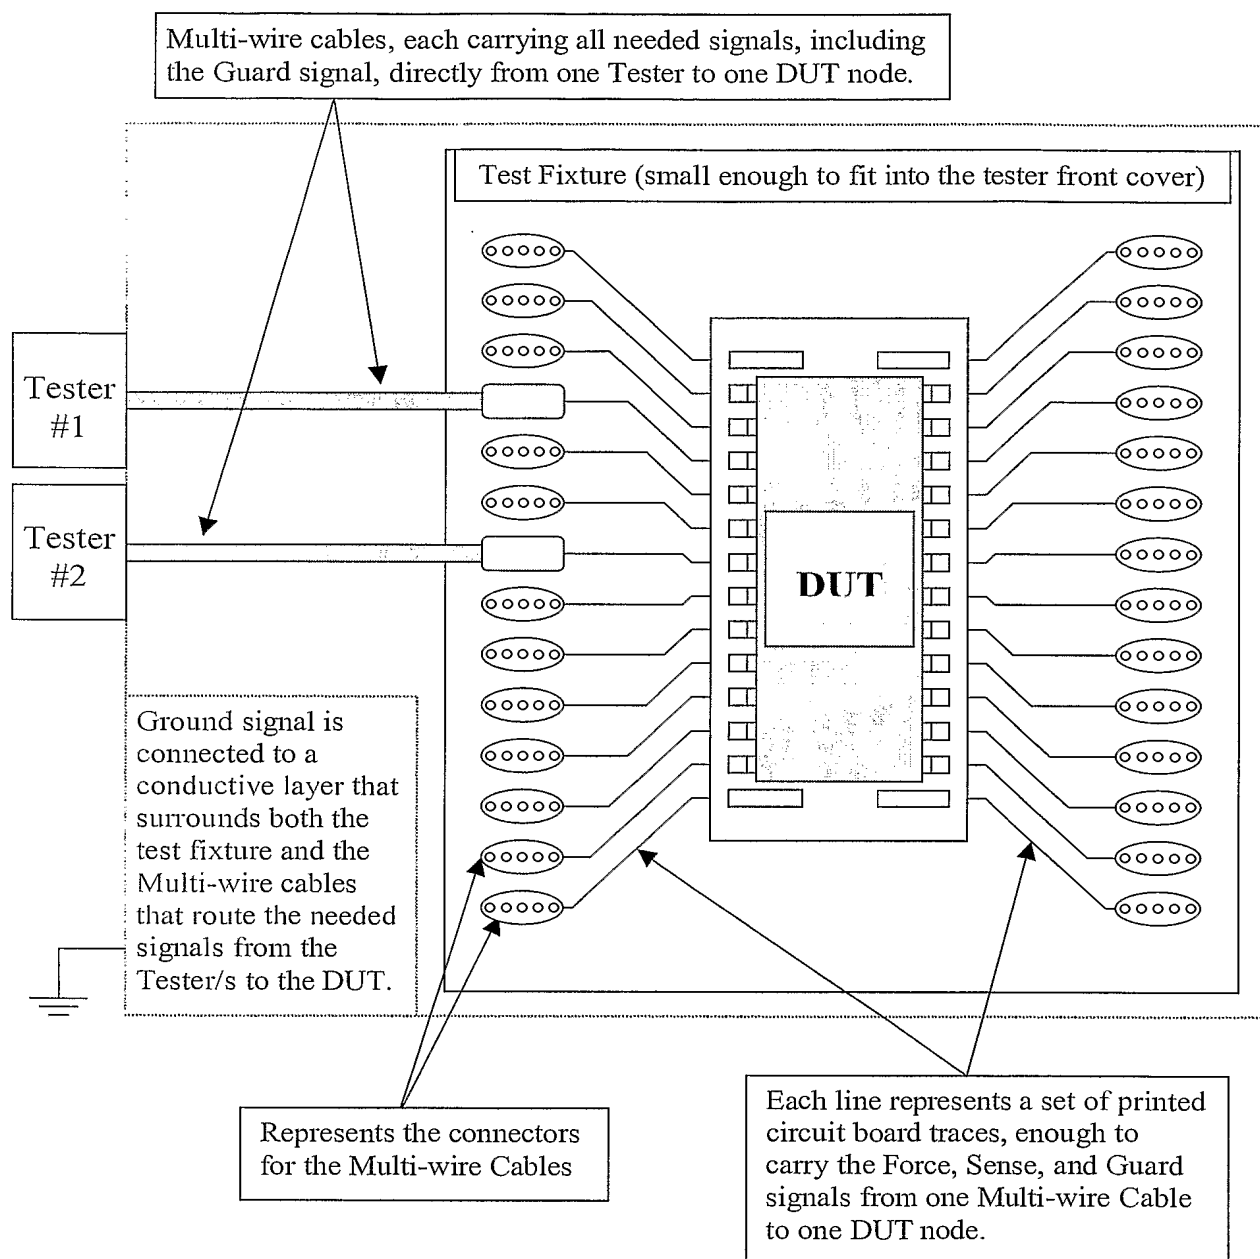 Multi-wire cables, each carrying all needed signals, including
the Guard signal, directly from one Tester to one DUT node.
Test Fixture (small enough to fit into the tester front cover)
Tester
#1
Tester
#2
DUT
Ground signal is
connected to a
conductive layer that
surrounds both the
test fixture and the
Multi-wire cables
that route the needed
signals from the
Tester/s to the DUT.
Represents the connectors
for the Multi-wire Cables
Each line represents a set of printed
circuit board traces, enough to
carry the Force, Sense, and Guard
signals from one Multi-wire Cable
to one DUT node.